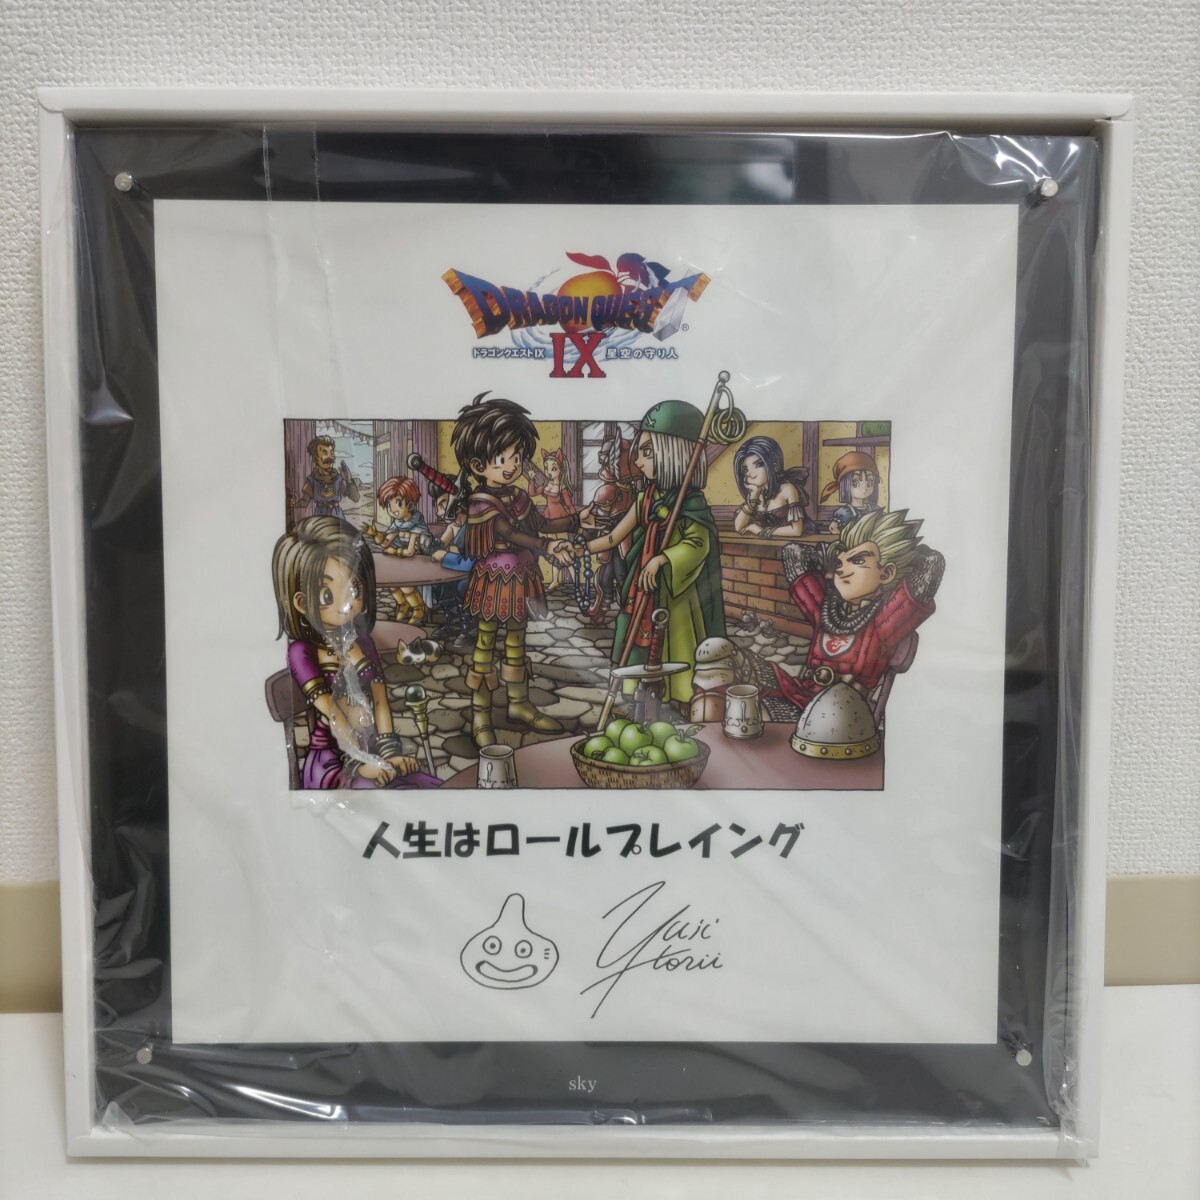 DRAGON QUEST
®
ドラゴンクエストIX IX 星空の守り人
人生はロールプレイング
Yuji
Horii
sky